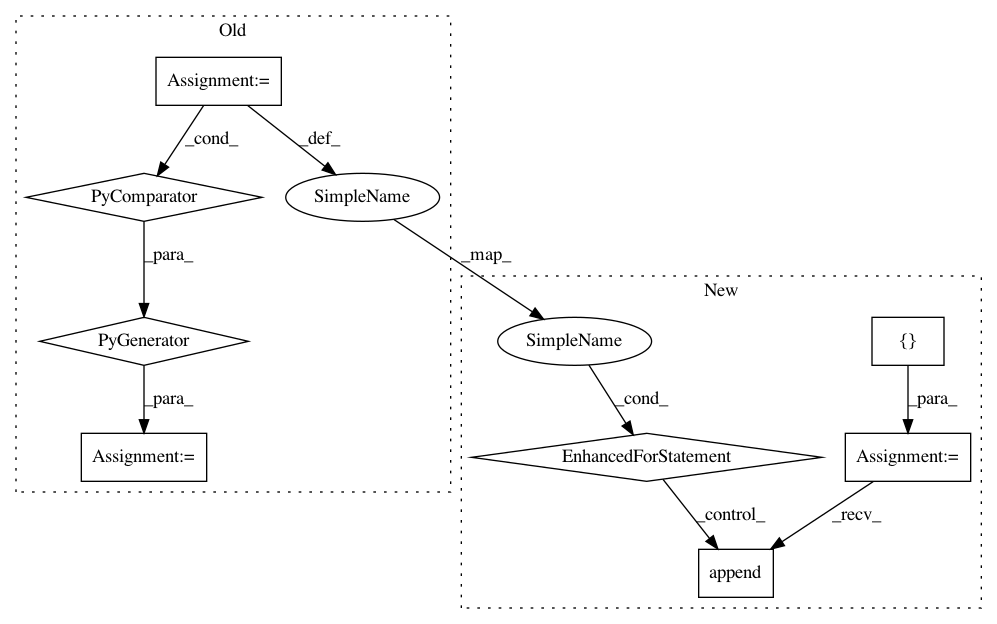 Old
Assignment:=
_cond_
_def_
PyComparator
SimpleName
_para_
_map_
New
PyGenerator
SimpleName
{}
_para_
_cond_
_para_
Assignment:=
EnhancedForStatement
Assignment:=
_control_
_recv_
append